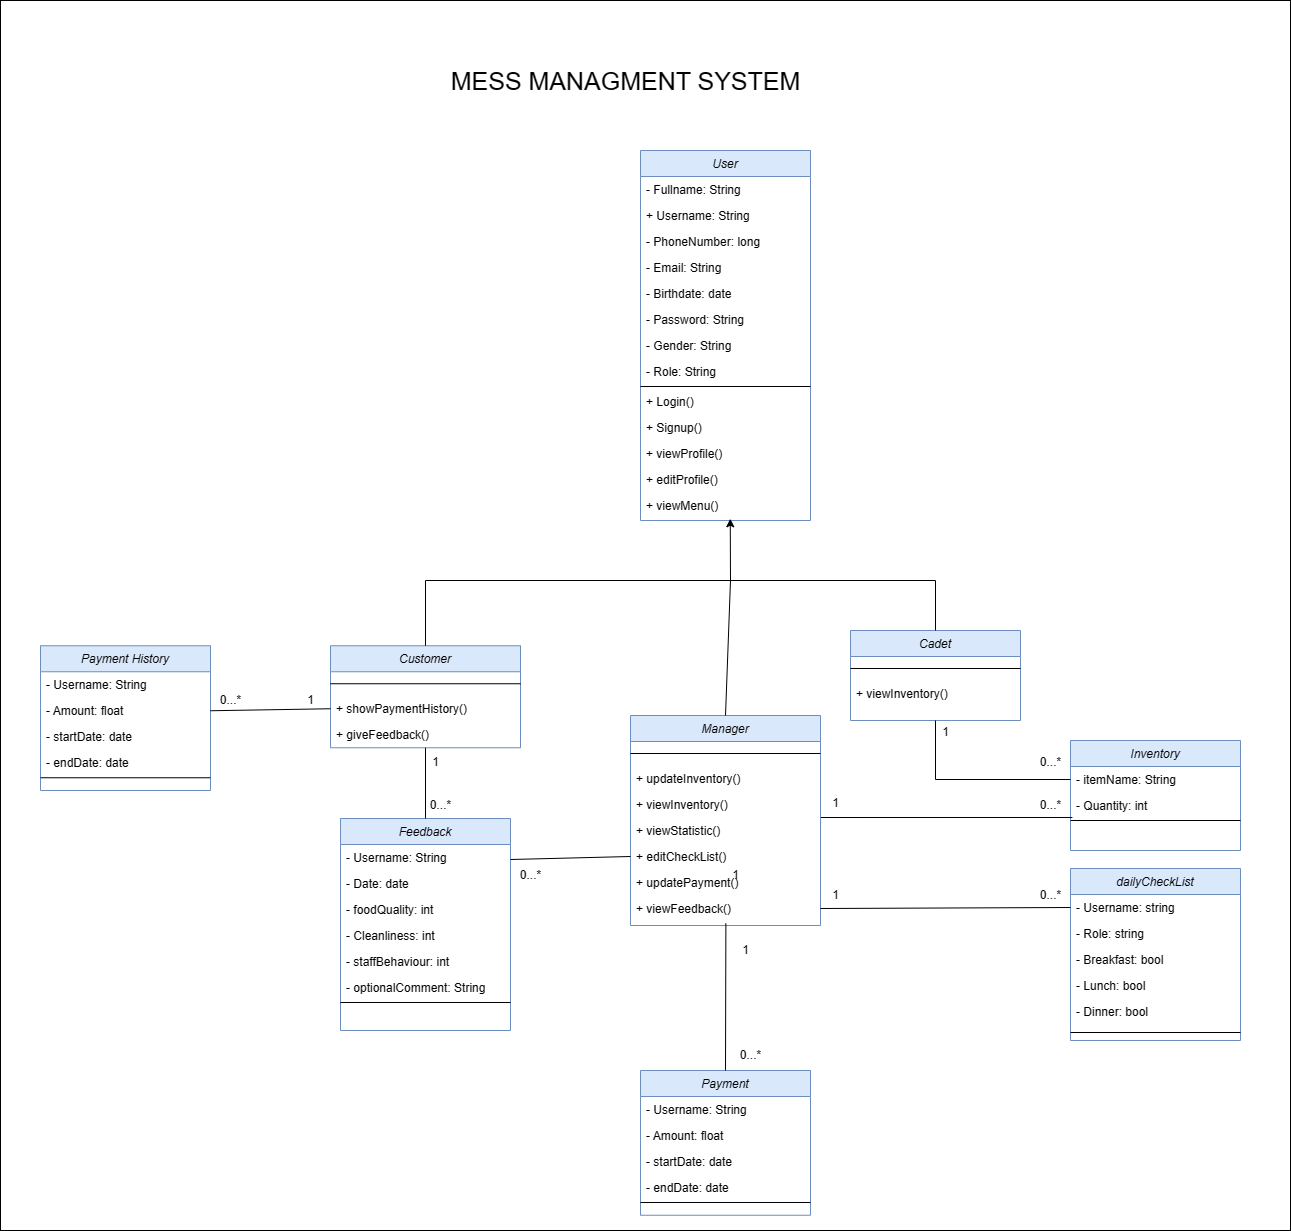 MESS MANAGMENT SYSTEM
User
- Fullname: String
+ Username: String
- PhoneNumber: long
- Email: String
- Birthdate: date
- Password: String
- Gender: String
- Role: String
+ Login()
+ Signup()
+ viewProfile()
+ editProfile()
+ viewMenu()
Payment History
- Username: String
- Amount: float
- startDate: date
- endDate: date
0...*
1
Customer
+ showPaymentHistory()
+ giveFeedback()
1
0...*
Feedback
- Username: String
- Date: date
- foodQuality: int
- Cleanliness: int
- staffBehaviour: int
- optionalComment: String
0...*
1
Manager
+ updateInventory()
+ viewInventory()
+ viewStatistic()
+ editCheckList()
+ updatePayment()
+ viewFeedback()
1
0...*
Payment
- Username: String
- Amount: float
- startDate: date
- endDate: date
Cadet
+ viewInventory()
1
0...*
1
0...*
Inventory
- itemName: String
- Quantity: int
1
0...*
dailyCheckList
- Username: string
- Role: string
- Breakfast: bool
- Lunch: bool
- Dinner: bool